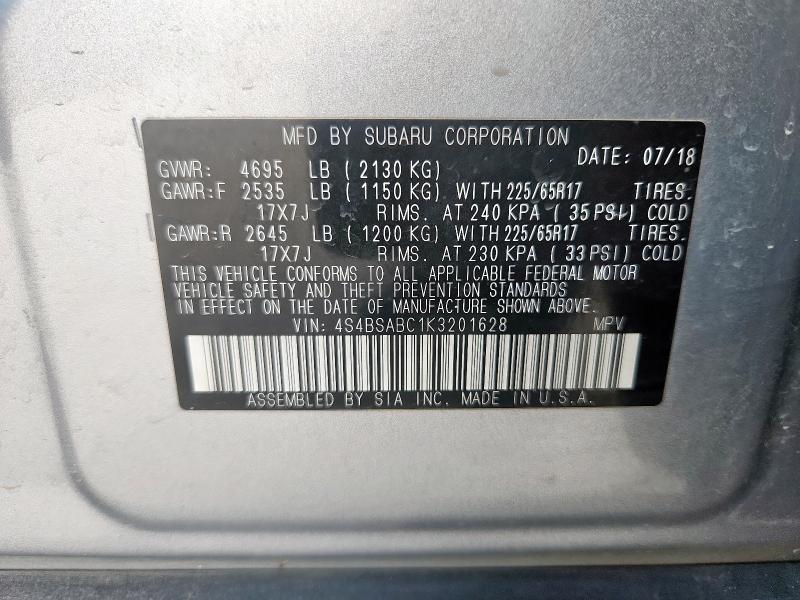 MFD BY SUBARU CORPORATION
DATE: 07/18
GVWR: 4695 LB ( 2130 KG)
GAWR:F 2535 LB ( 1150 KG) WITH 225/65R17 TIRES.
17X7J RIMS. AT 240 KPA ( 35 PSI) COLD
GAWR:R 2645 LB ( 1200 KG) WITH 225/65R17 TIRES.
17X7J RIMS. AT 230 KPA ( 33 PSI) COLD
THIS VEHICLE CONFORMS TO ALL APPLICABLE FEDERAL MOTOR
VEHICLE SAFETY AND THEFT PREVENTION STANDARDS
IN EFFECT ON THE DATE OF MANUFACTURE SHOWN ABOVE.
VIN: 4S4BSABC1K3201628 MPV
ASSEMBLED BY SIA INC. MADE IN U.S.A.